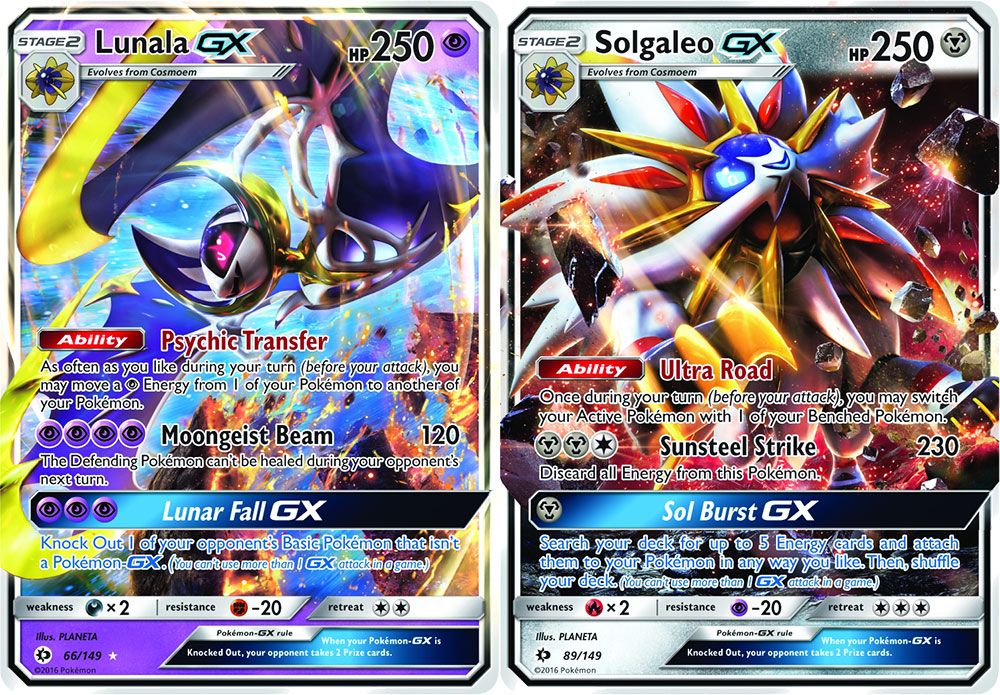 STAGE 2 Lunala GX HP 250
Evolves from Cosmoem
Ability Psychic Transfer
As often as you like during your turn (before your attack), you
may move a Energy from 1 of your Pokémon to another of
your Pokémon.
Moongeist Beam 120
The Defending Pokémon can't be healed during your opponent's
next turn.
Lunar Fall GX
Knock Out 1 of your opponent's Basic Pokémon that isn't
a Pokémon-GX. (You can't use more than 1 GX attack in a game.)
weakness ×2 resistance -20 retreat
Illus. PLANETA
Pokémon-GX rule
When your Pokémon-GX is
Knocked Out, your opponent takes 2 Prize cards.
66/149
©2016 Pokémon
STAGE 2 Solgaleo GX HP 250
Evolves from Cosmoem
Ability Ultra Road
Once during your turn (before your attack), you may switch
your Active Pokémon with 1 of your Benched Pokémon.
Sunsteel Strike 230
Discard all Energy from this Pokémon.
Sol Burst GX
Search your deck for up to 5 Energy cards and attach
them to your Pokémon in any way you like. Then, shuffle
your deck. (You can't use more than 1 GX attack in a game.)
weakness ×2 resistance -20 retreat
Illus. PLANETA
Pokémon-GX rule
When your Pokémon-GX is
Knocked Out, your opponent takes 2 Prize cards.
89/149
©2016 Pokémon